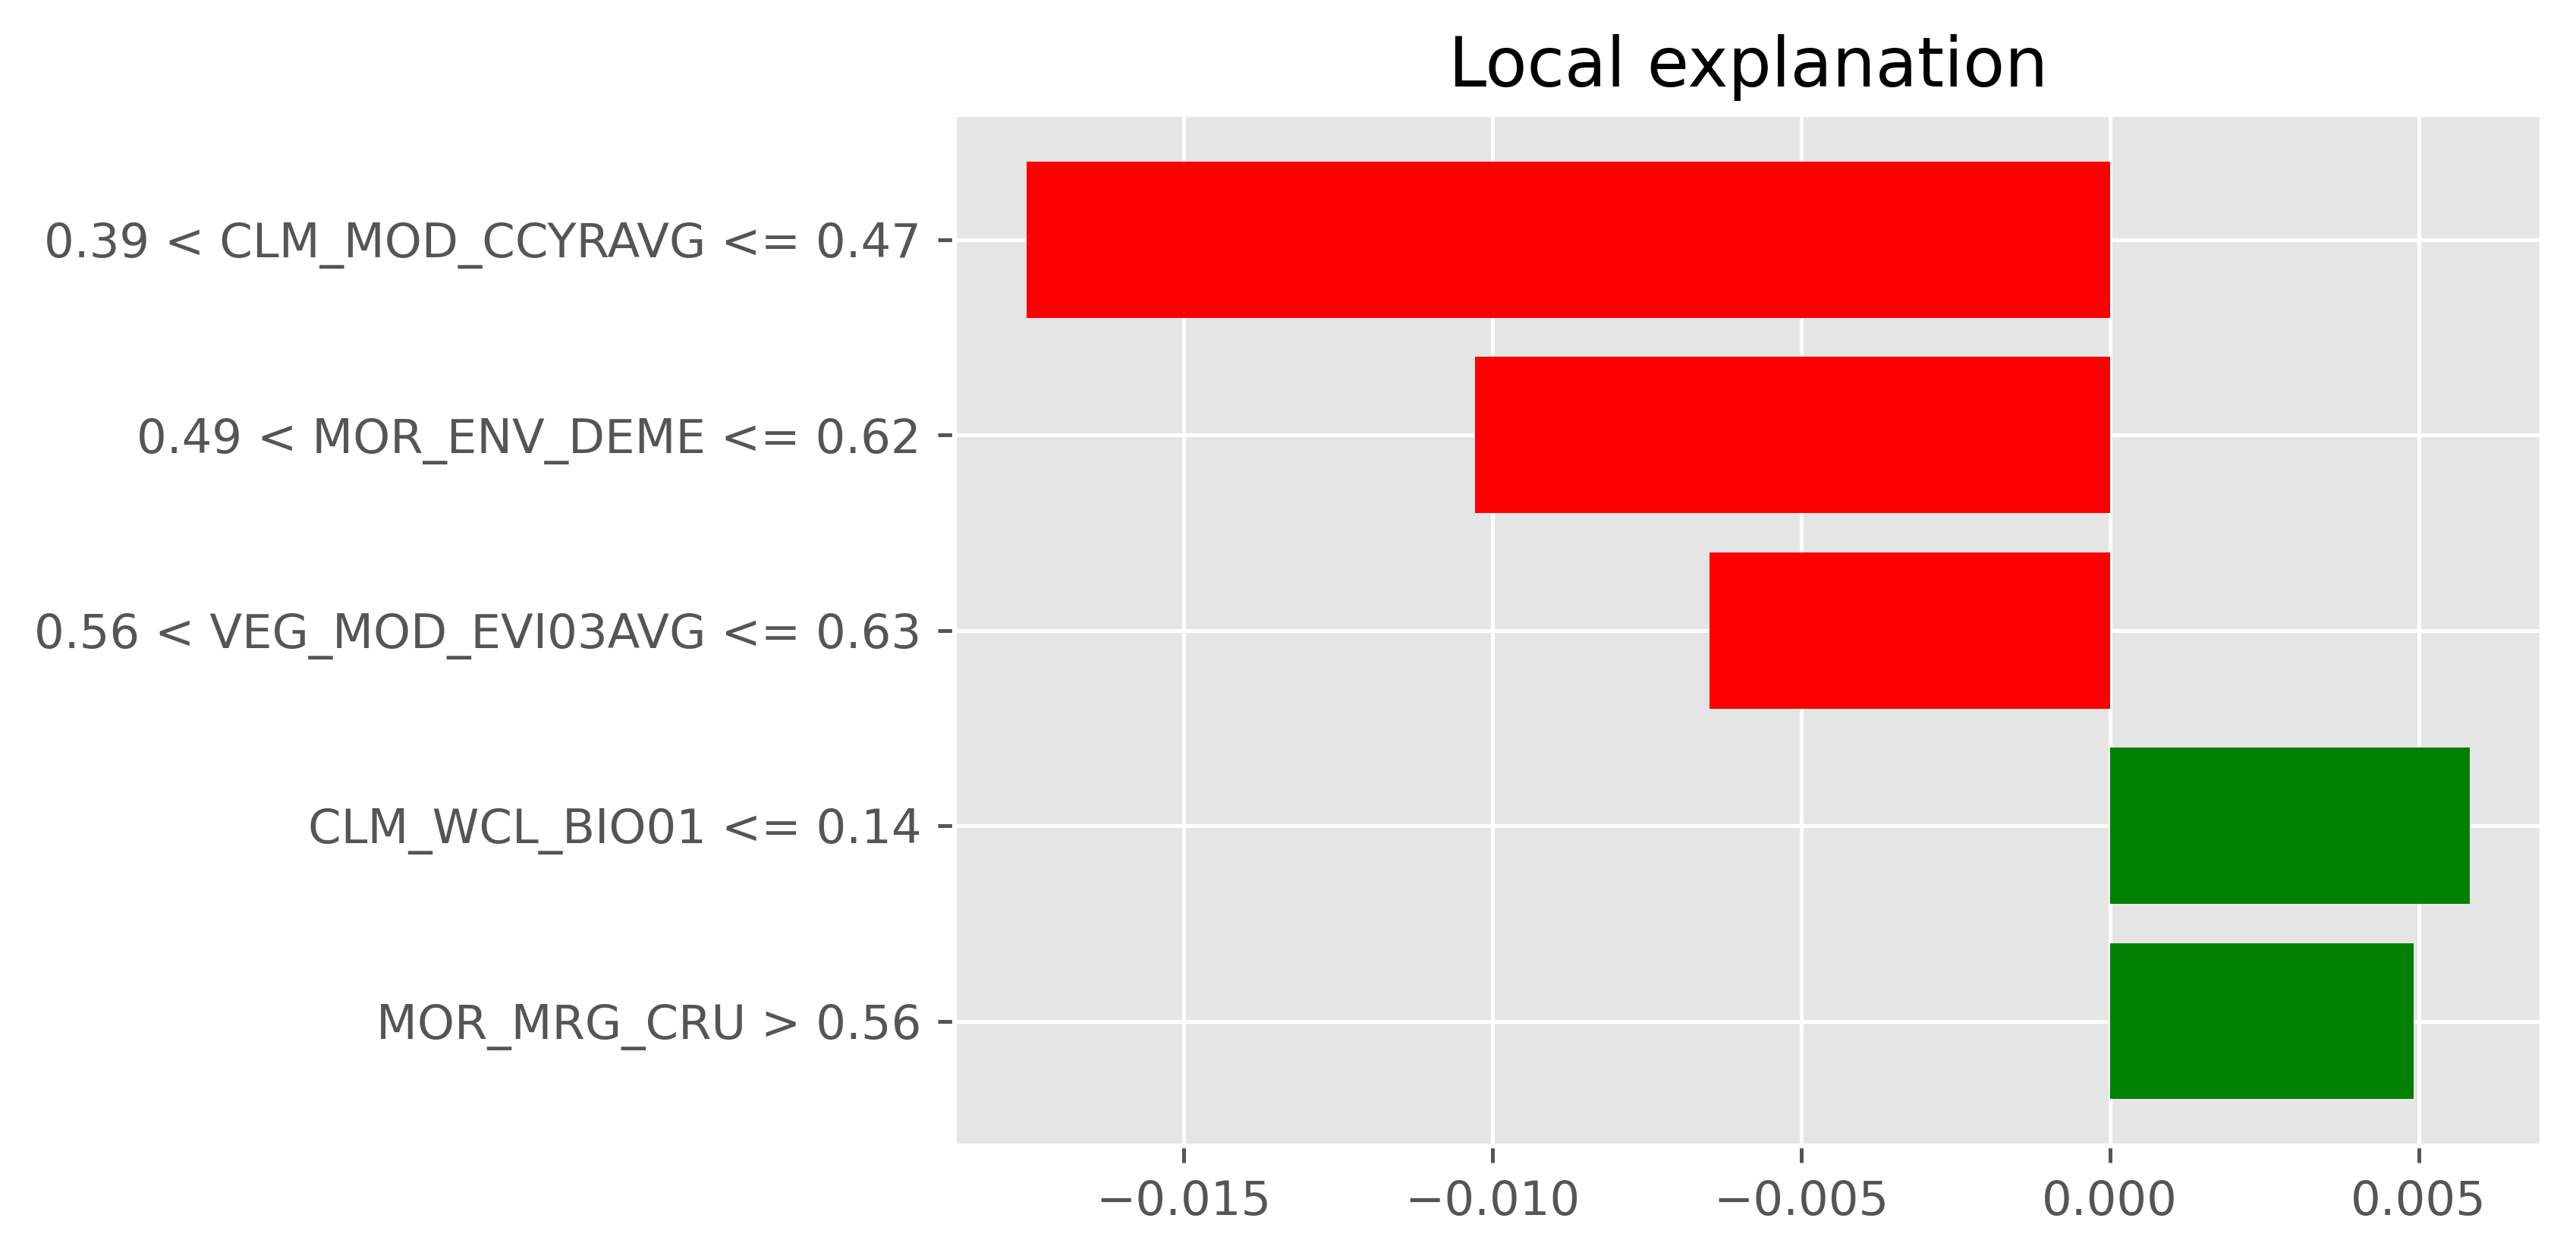 Local explanation
0.39 < CLM_MOD_CCYRAVG <= 0.47
0.49 < MOR_ENV_DEME <= 0.62
0.56 < VEG_MOD_EVI03AVG <= 0.63
CLM_WCL_BIO01 <= 0.14
MOR_MRG_CRU > 0.56
−0.015 −0.010 −0.005 0.000 0.005